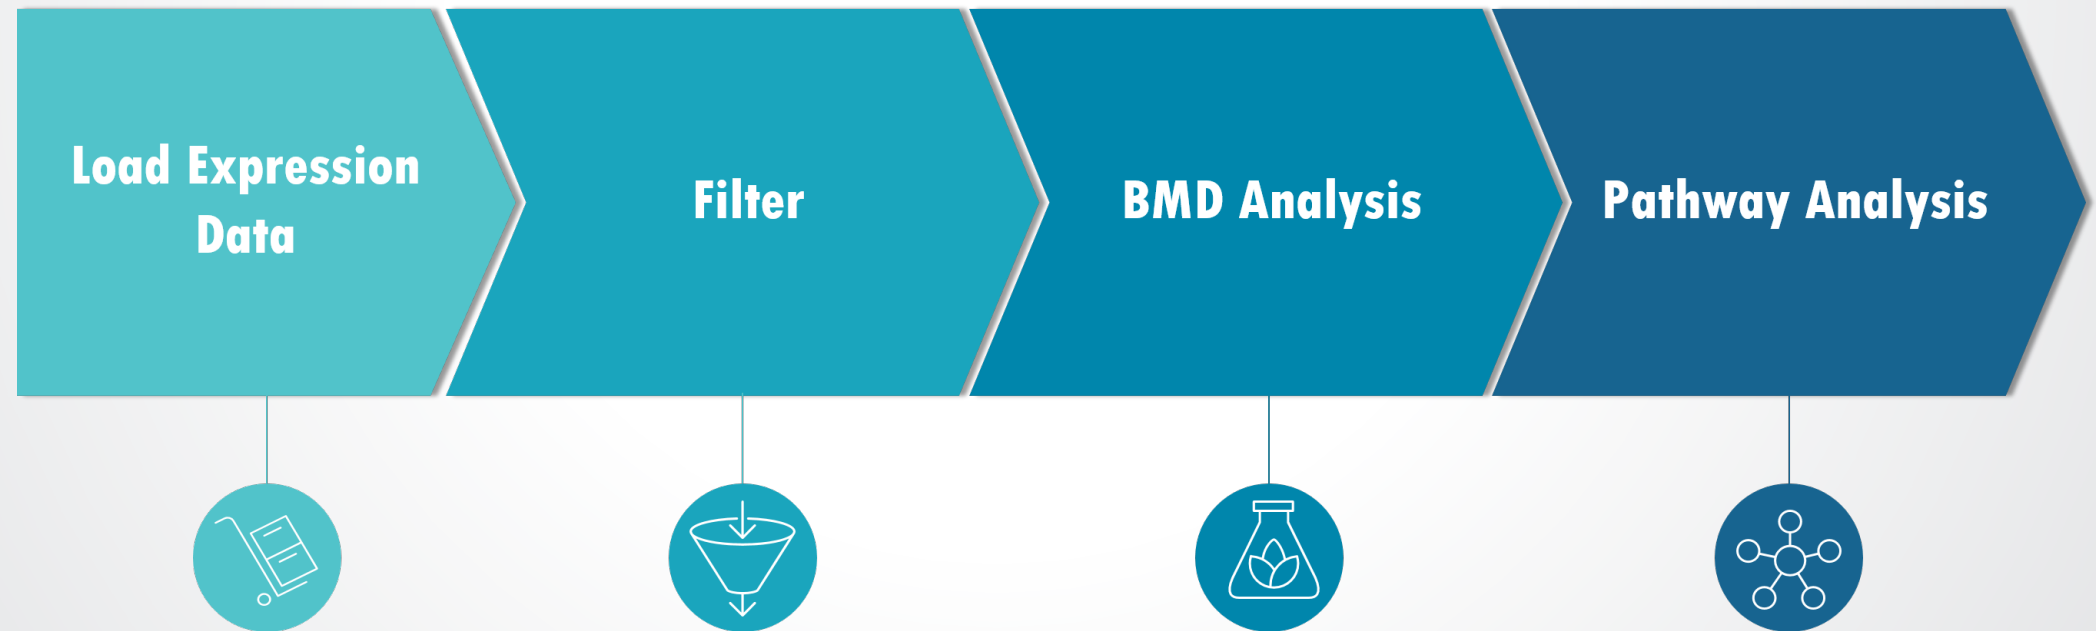 Load Expression
Data
Filter
BMD Analysis
Pathway Analysis